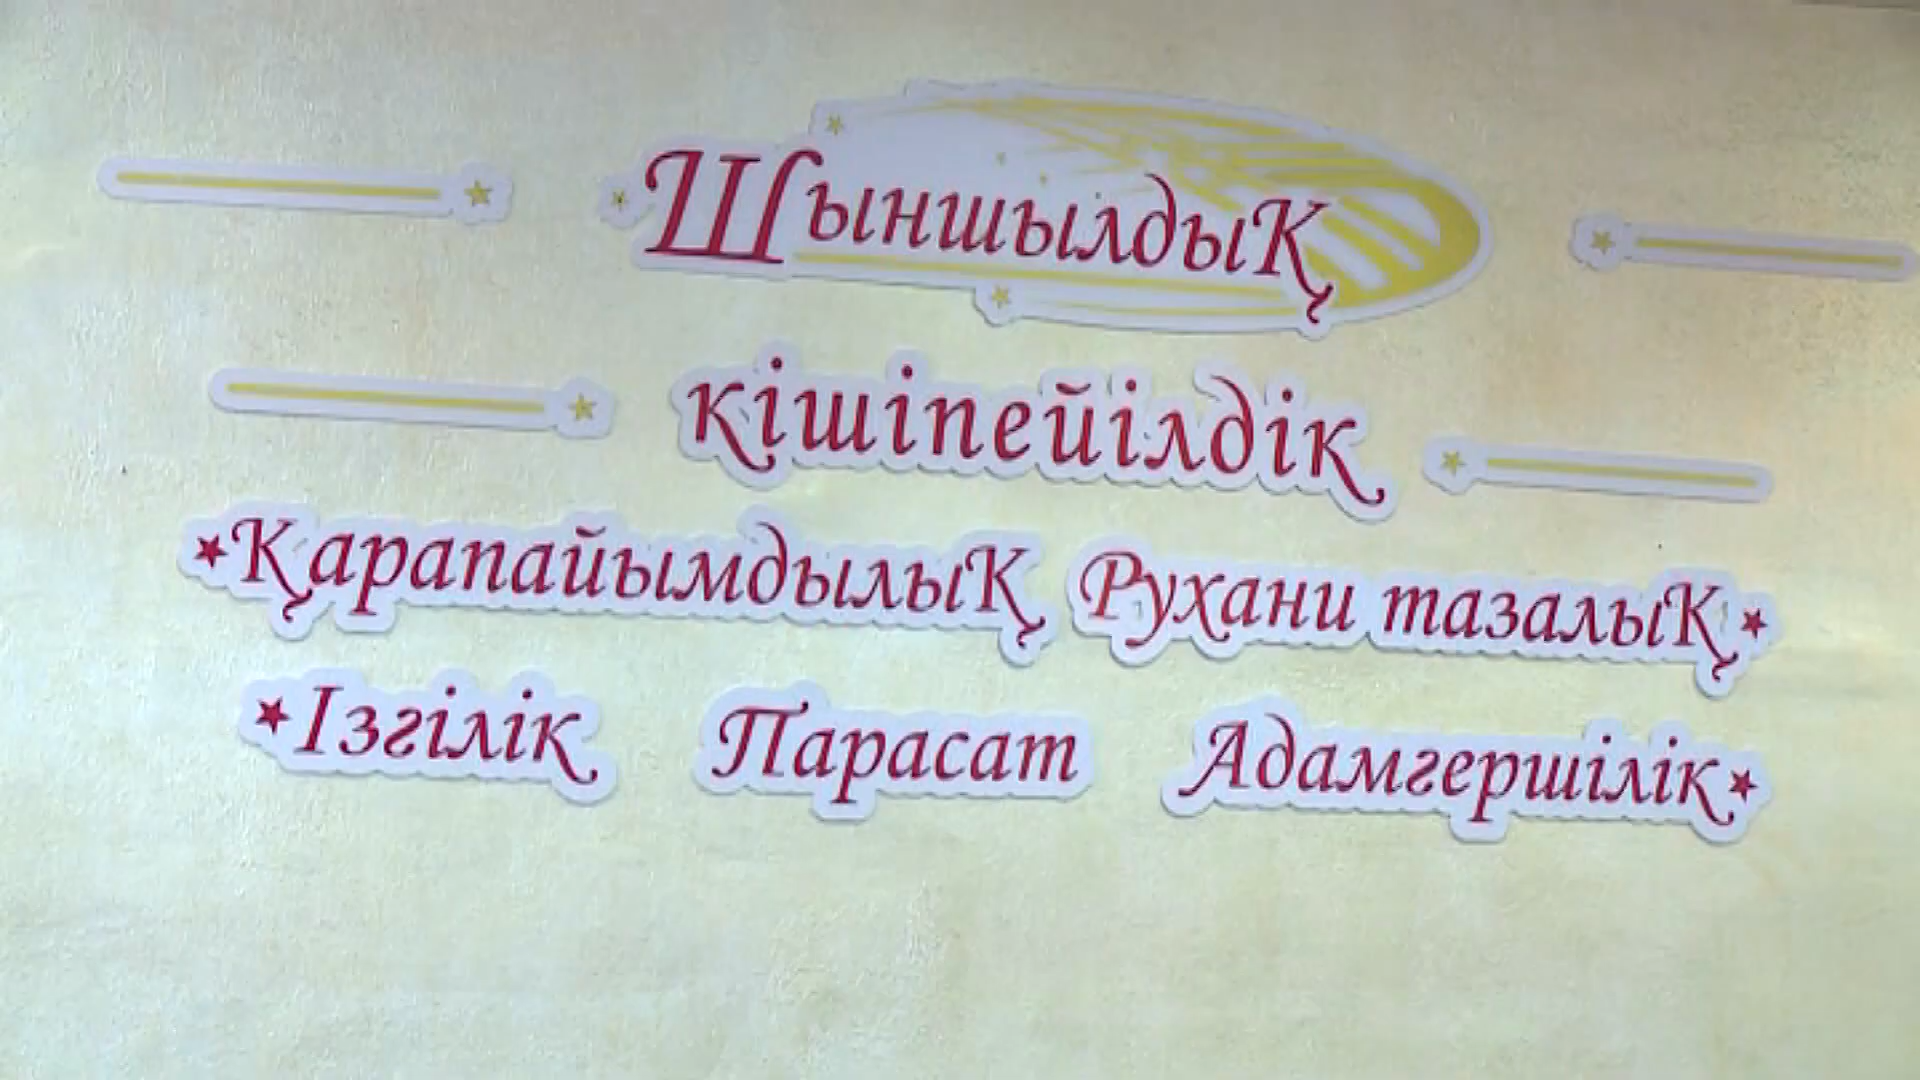 ШыншылдыҚ
кішіпейілдік
ҚарапайымдылыҚ Рухани тазалыҚ
Ізгілік Парасат Адамгершілік